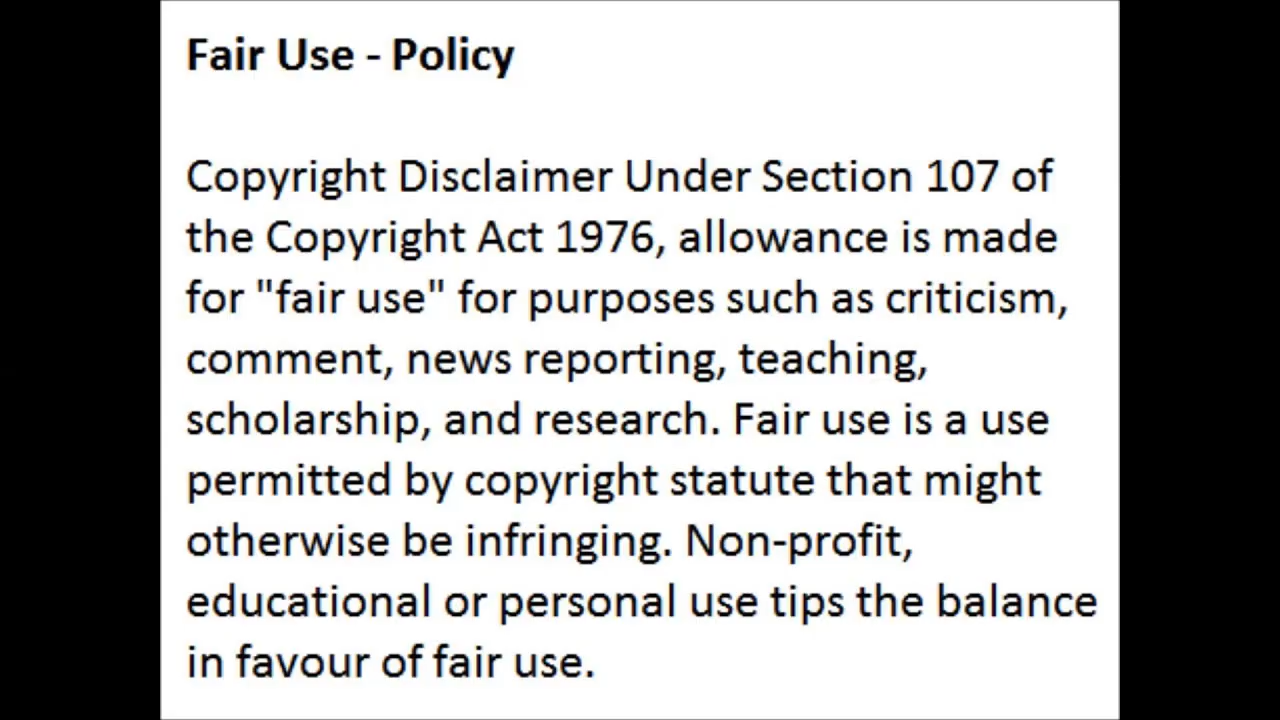 Fair Use - Policy
Copyright Disclaimer Under Section 107 of
the Copyright Act 1976, allowance is made
for "fair use" for purposes such as criticism,
comment, news reporting, teaching,
scholarship, and research. Fair use is a use
permitted by copyright statute that might
otherwise be infringing. Non-profit,
educational or personal use tips the balance
in favour of fair use.